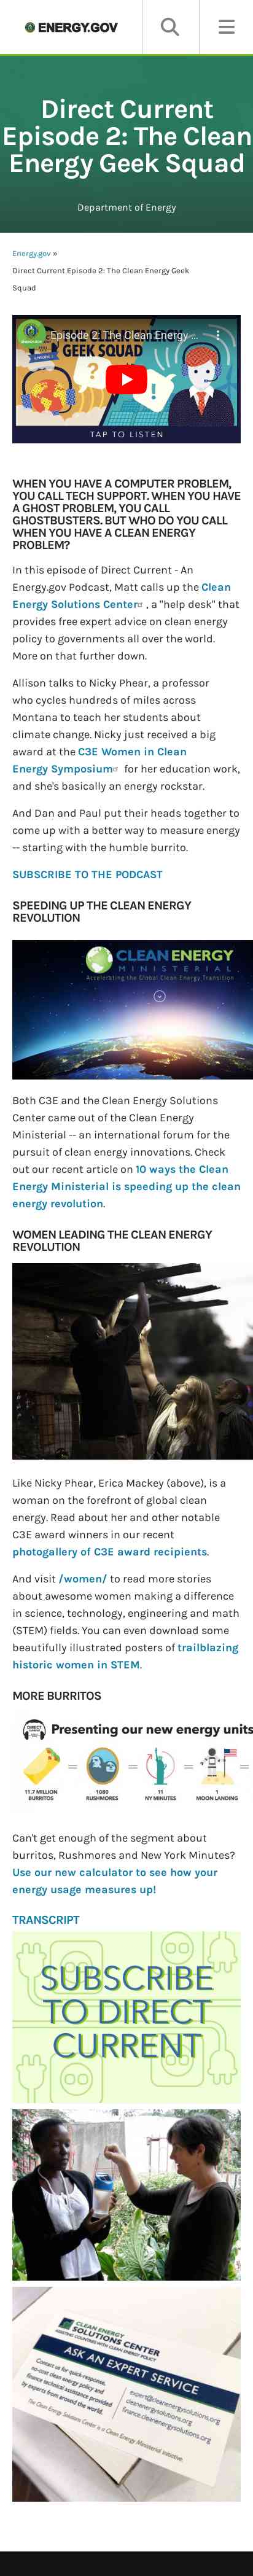 ENERGY.GOV
Direct Current
Episode 2: The Clean
Energy Geek Squad
Department of Energy
Energy.gov »
Direct Current Episode 2: The Clean Energy Geek
Squad
Episode 2: The Clean Energy ...
GEEK SQUAD
TAP TO LISTEN
WHEN YOU HAVE A COMPUTER PROBLEM,
YOU CALL TECH SUPPORT. WHEN YOU HAVE
A GHOST PROBLEM, YOU CALL
GHOSTBUSTERS. BUT WHO DO YOU CALL
WHEN YOU HAVE A CLEAN ENERGY
PROBLEM?
In this episode of Direct Current - An
Energy.gov Podcast, Matt calls up the Clean
Energy Solutions Center , a "help desk" that
provides free expert advice on clean energy
policy to governments all over the world.
More on that further down.
Allison talks to Nicky Phear, a professor
who cycles hundreds of miles across
Montana to teach her students about
climate change. Nicky just received a big
award at the C3E Women in Clean
Energy Symposium for her education work,
and she's basically an energy rockstar.
And Dan and Paul put their heads together to
come up with a better way to measure energy
-- starting with the humble burrito.
SUBSCRIBE TO THE PODCAST
SPEEDING UP THE CLEAN ENERGY
REVOLUTION
CLEAN ENERGY
MINISTERIAL
Accelerating the Global Clean Energy Transition
Both C3E and the Clean Energy Solutions
Center came out of the Clean Energy
Ministerial -- an international forum for the
pursuit of clean energy innovations. Check
out our recent article on 10 ways the Clean
Energy Ministerial is speeding up the clean
energy revolution.
WOMEN LEADING THE CLEAN ENERGY
REVOLUTION
Like Nicky Phear, Erica Mackey (above), is a
woman on the forefront of global clean
energy. Read about her and other notable
C3E award winners in our recent
photogallery of C3E award recipients.
And visit /women/ to read more stories
about awesome women making a difference
in science, technology, engineering and math
(STEM) fields. You can even download some
beautifully illustrated posters of trailblazing
historic women in STEM.
MORE BURRITOS
DIRECT CURRENT
Presenting our new energy units
11.7 MILLION BURRITOS = 1080 RUSHMORES = 11 NY MINUTES = 1 MOON LANDING =
Can't get enough of the segment about
burritos, Rushmores and New York Minutes?
Use our new calculator to see how your
energy usage measures up!
TRANSCRIPT
SUBSCRIBE
TO DIRECT
CURRENT
CLEAN ENERGY
SOLUTIONS CENTER
ASSISTING COUNTRIES WITH CLEAN ENERGY POLICY
ASK AN EXPERT SERVICE
Contact us for quick-response,
no-cost clean energy policy and
finance technical assistance
by experts from around the world.
expert@cleanenergysolutions.org
cleanenergysolutions.org
finance.cleanenergysolutions.org
The Clean Energy Solutions Center is a Clean Energy Ministerial Initiative.